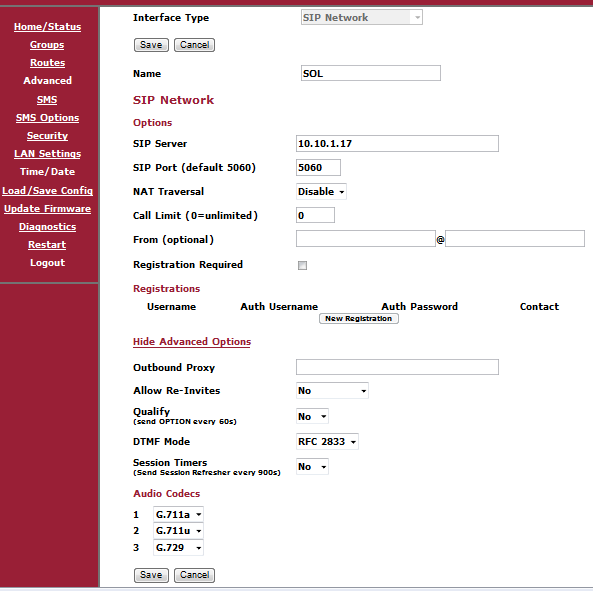 Home/Status
Groups
Routes
Advanced
SMS
SMS Options
Security
LAN Settings
Time/Date
Load/Save Config
Update Firmware
Diagnostics
Restart
Logout
Interface Type SIP Network
Save Cancel
Name SOL
SIP Network
Options
SIP Server 10.10.1.17
SIP Port (default 5060) 5060
NAT Traversal Disable
Call Limit (0=unlimited) 0
From (optional) @
Registration Required
Registrations
Username Auth Username Auth Password Contact
New Registration
Hide Advanced Options
Outbound Proxy
Allow Re-Invites No
Qualify No
(send OPTION every 60s)
DTMF Mode RFC 2833
Session Timers No
(Send Session Refresher every 900s)
Audio Codecs
1 G.711a
2 G.711u
3 G.729
Save Cancel